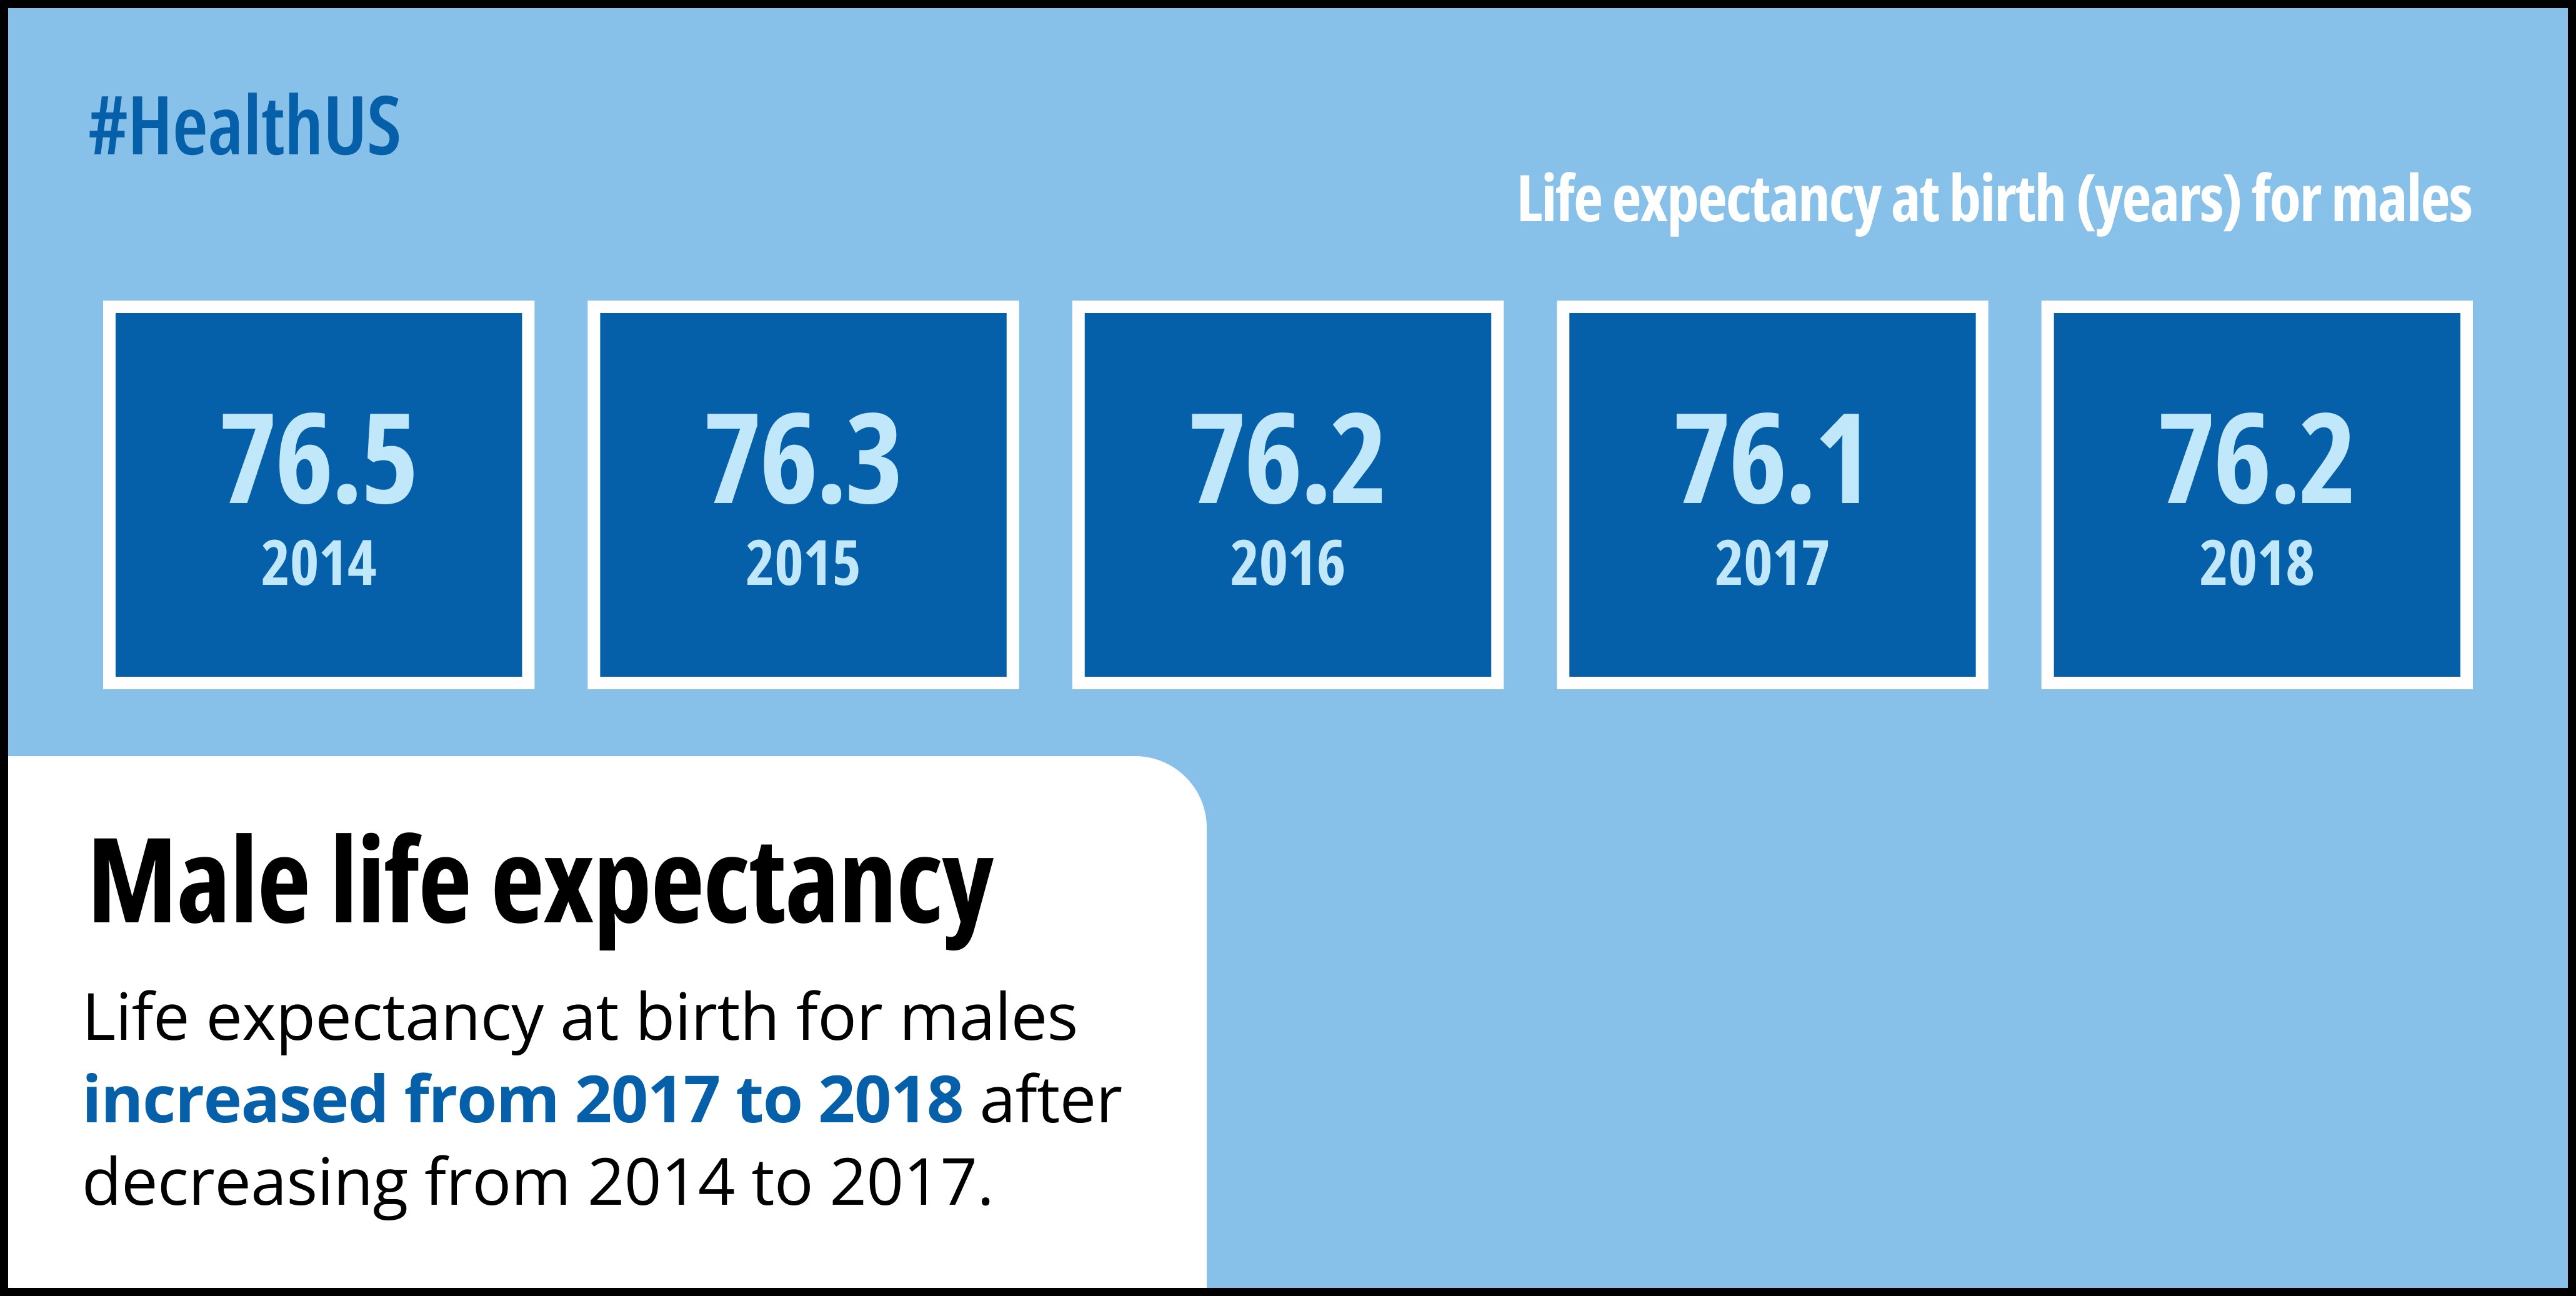 #HealthUS
Life expectancy at birth (years) for males
76.5
2014
76.3
2015
76.2
2016
76.1
2017
76.2
2018
Male life expectancy
Life expectancy at birth for males
increased from 2017 to 2018 after
decreasing from 2014 to 2017.